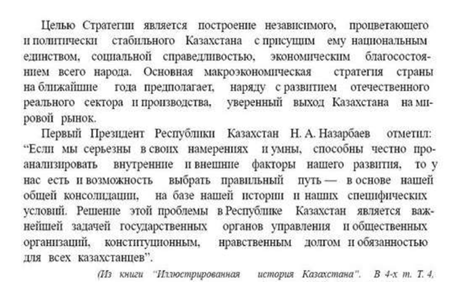 Целью Стратегии является построение независимого, процветающего
и политически стабильного Казахстана с присущим ему национальным
единством, социальной справедливостью, экономическим благосостоя-
нием всего народа. Основная макроэкономическая стратегия страны
на ближайшие года предполагает, наряду с развитием отечественного
реального сектора и производства, уверенный выход Казахстана на ми-
ровой рынок.
Первый Президент Республики Казахстан Н. А. Назарбаев отметил:
“Если мы серьезны в своих намерениях и умны, способны честно про-
анализировать внутренние и внешние факторы нашего развития, то у
нас есть и возможность выбрать правильный путь — в основе нашей
общей консолидации, на базе нашей истории и наших специфических
условий. Решение этой проблемы в Республике Казахстан является важ-
нейшей задачей государственных органов управления и общественных
организаций, конституционным, нравственным долгом и обязанностью
для всех казахстанцев”.
(Из книги "Иллюстрированная история Казахстана". В 4-х т. Т. 4.